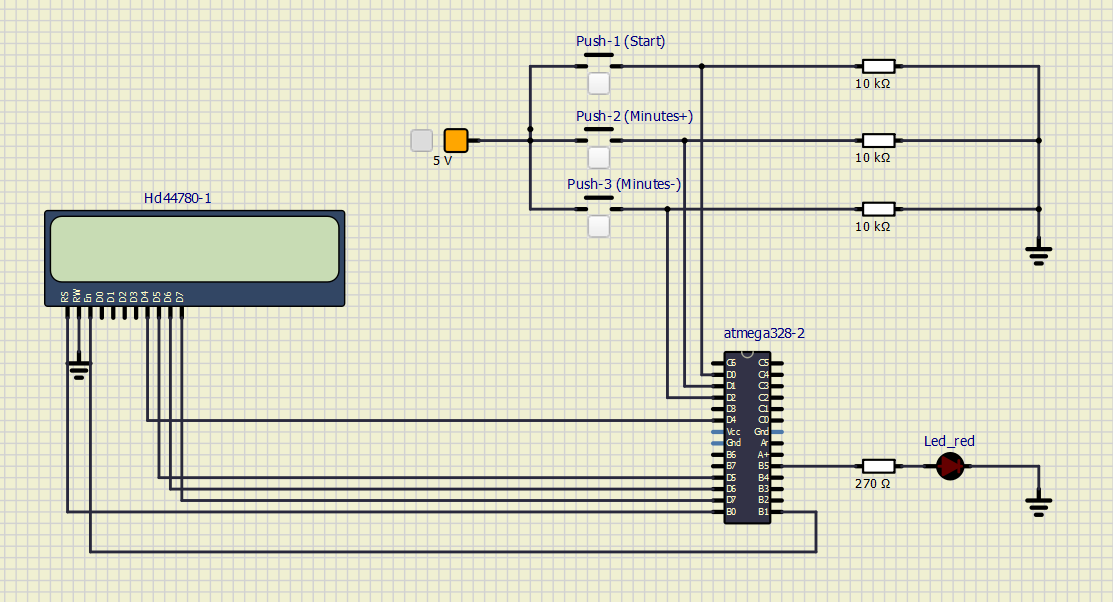 Push-1 (Start)
10 kΩ
Push-2 (Minutes+)
5 V
10 kΩ
Push-3 (Minutes-)
10 kΩ
Hd44780-1
RS RW En D0 D1 D2 D3 D4 D5 D6 D7
atmega328-2
C6 C5
D0 C4
D1 C3
D2 C2
D3 C1
D4 C0
Vcc Gnd
Gnd Ar
B6 A+
B7 B5
D5 B4
D6 B3
D7 B2
B0 B1
Led_red
270 Ω